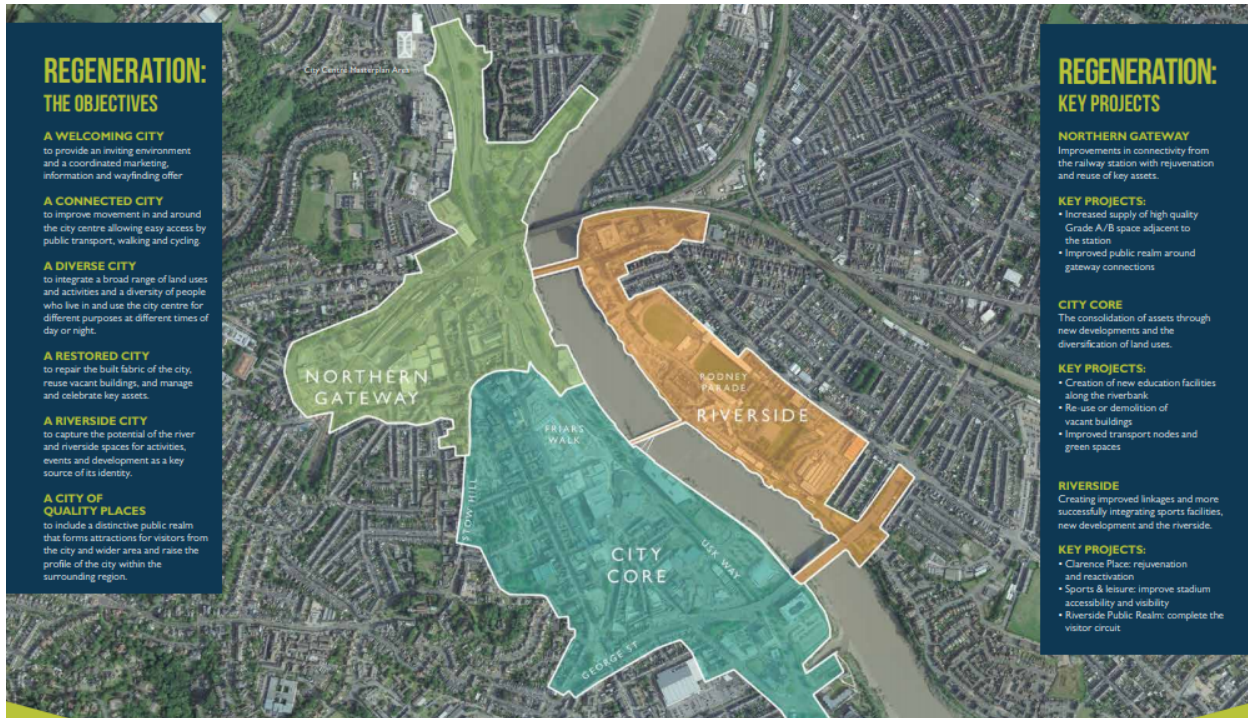 REGENERATION:
THE OBJECTIVES
A WELCOMING CITY
to provide an inviting environment
and a coordinated marketing,
information and wayfinding offer
A CONNECTED CITY
to improve movement in and around
the city centre allowing easy access by
public transport, walking and cycling.
A DIVERSE CITY
to integrate a broad range of land uses
and activities and a diversity of people
who live in and use the city centre for
different purposes at different times of
day or night.
A RESTORED CITY
to repair the built fabric of the city,
reuse vacant buildings, and manage
and celebrate key assets.
A RIVERSIDE CITY
to capture the potential of the river
and riverside spaces for activities,
events and development as a key
source of its identity.
A CITY OF
QUALITY PLACES
to include a distinctive public realm
that forms attractions for visitors from
the city and wider area and raise the
profile of the city within the
surrounding region.
City Centre Masterplan Area
NORTHERN
GATEWAY
RODNEY
PARADE
RIVERSIDE
FRIARS
WALK
STOW HILL
CITY
CORE
USK WAY
GEORGE ST
REGENERATION:
KEY PROJECTS
NORTHERN GATEWAY
Improvements in connectivity from
the railway station with rejuvenation
and reuse of key assets.
KEY PROJECTS:
• Increased supply of high quality
Grade A/B space adjacent to
the station
• Improved public realm around
gateway connections
CITY CORE
The consolidation of assets through
new developments and the
diversification of land uses.
KEY PROJECTS:
• Creation of new education facilities
along the riverbank
• Re-use or demolition of
vacant buildings
• Improved transport nodes and
green spaces
RIVERSIDE
Creating improved linkages and more
successfully integrating sports facilities,
new development and the riverside.
KEY PROJECTS:
• Clarence Place: rejuvenation
and reactivation
• Sports & leisure: improve stadium
accessibility and visibility
• Riverside Public Realm: complete the
visitor circuit